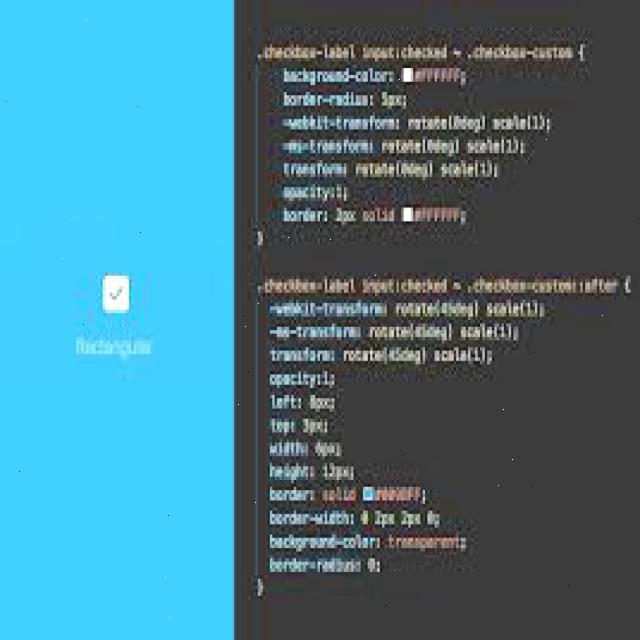 Rectangular
.checkbox-label input:checked ~ .checkbox-custom {
background-color: #FFFFFF;
border-radius: 5px;
-webkit-transform: rotate(0deg) scale(1);
-ms-transform: rotate(0deg) scale(1);
transform: rotate(0deg) scale(1);
opacity:1;
border: 2px solid #FFFFFF;
}
.checkbox-label input:checked ~ .checkbox-custom::after {
-webkit-transform: rotate(45deg) scale(1);
-ms-transform: rotate(45deg) scale(1);
transform: rotate(45deg) scale(1);
opacity:1;
left: 8px;
top: 3px;
width: 6px;
height: 12px;
border: solid #009BFF;
border-width: 0 2px 2px 0;
background-color: transparent;
border-radius: 0;
}